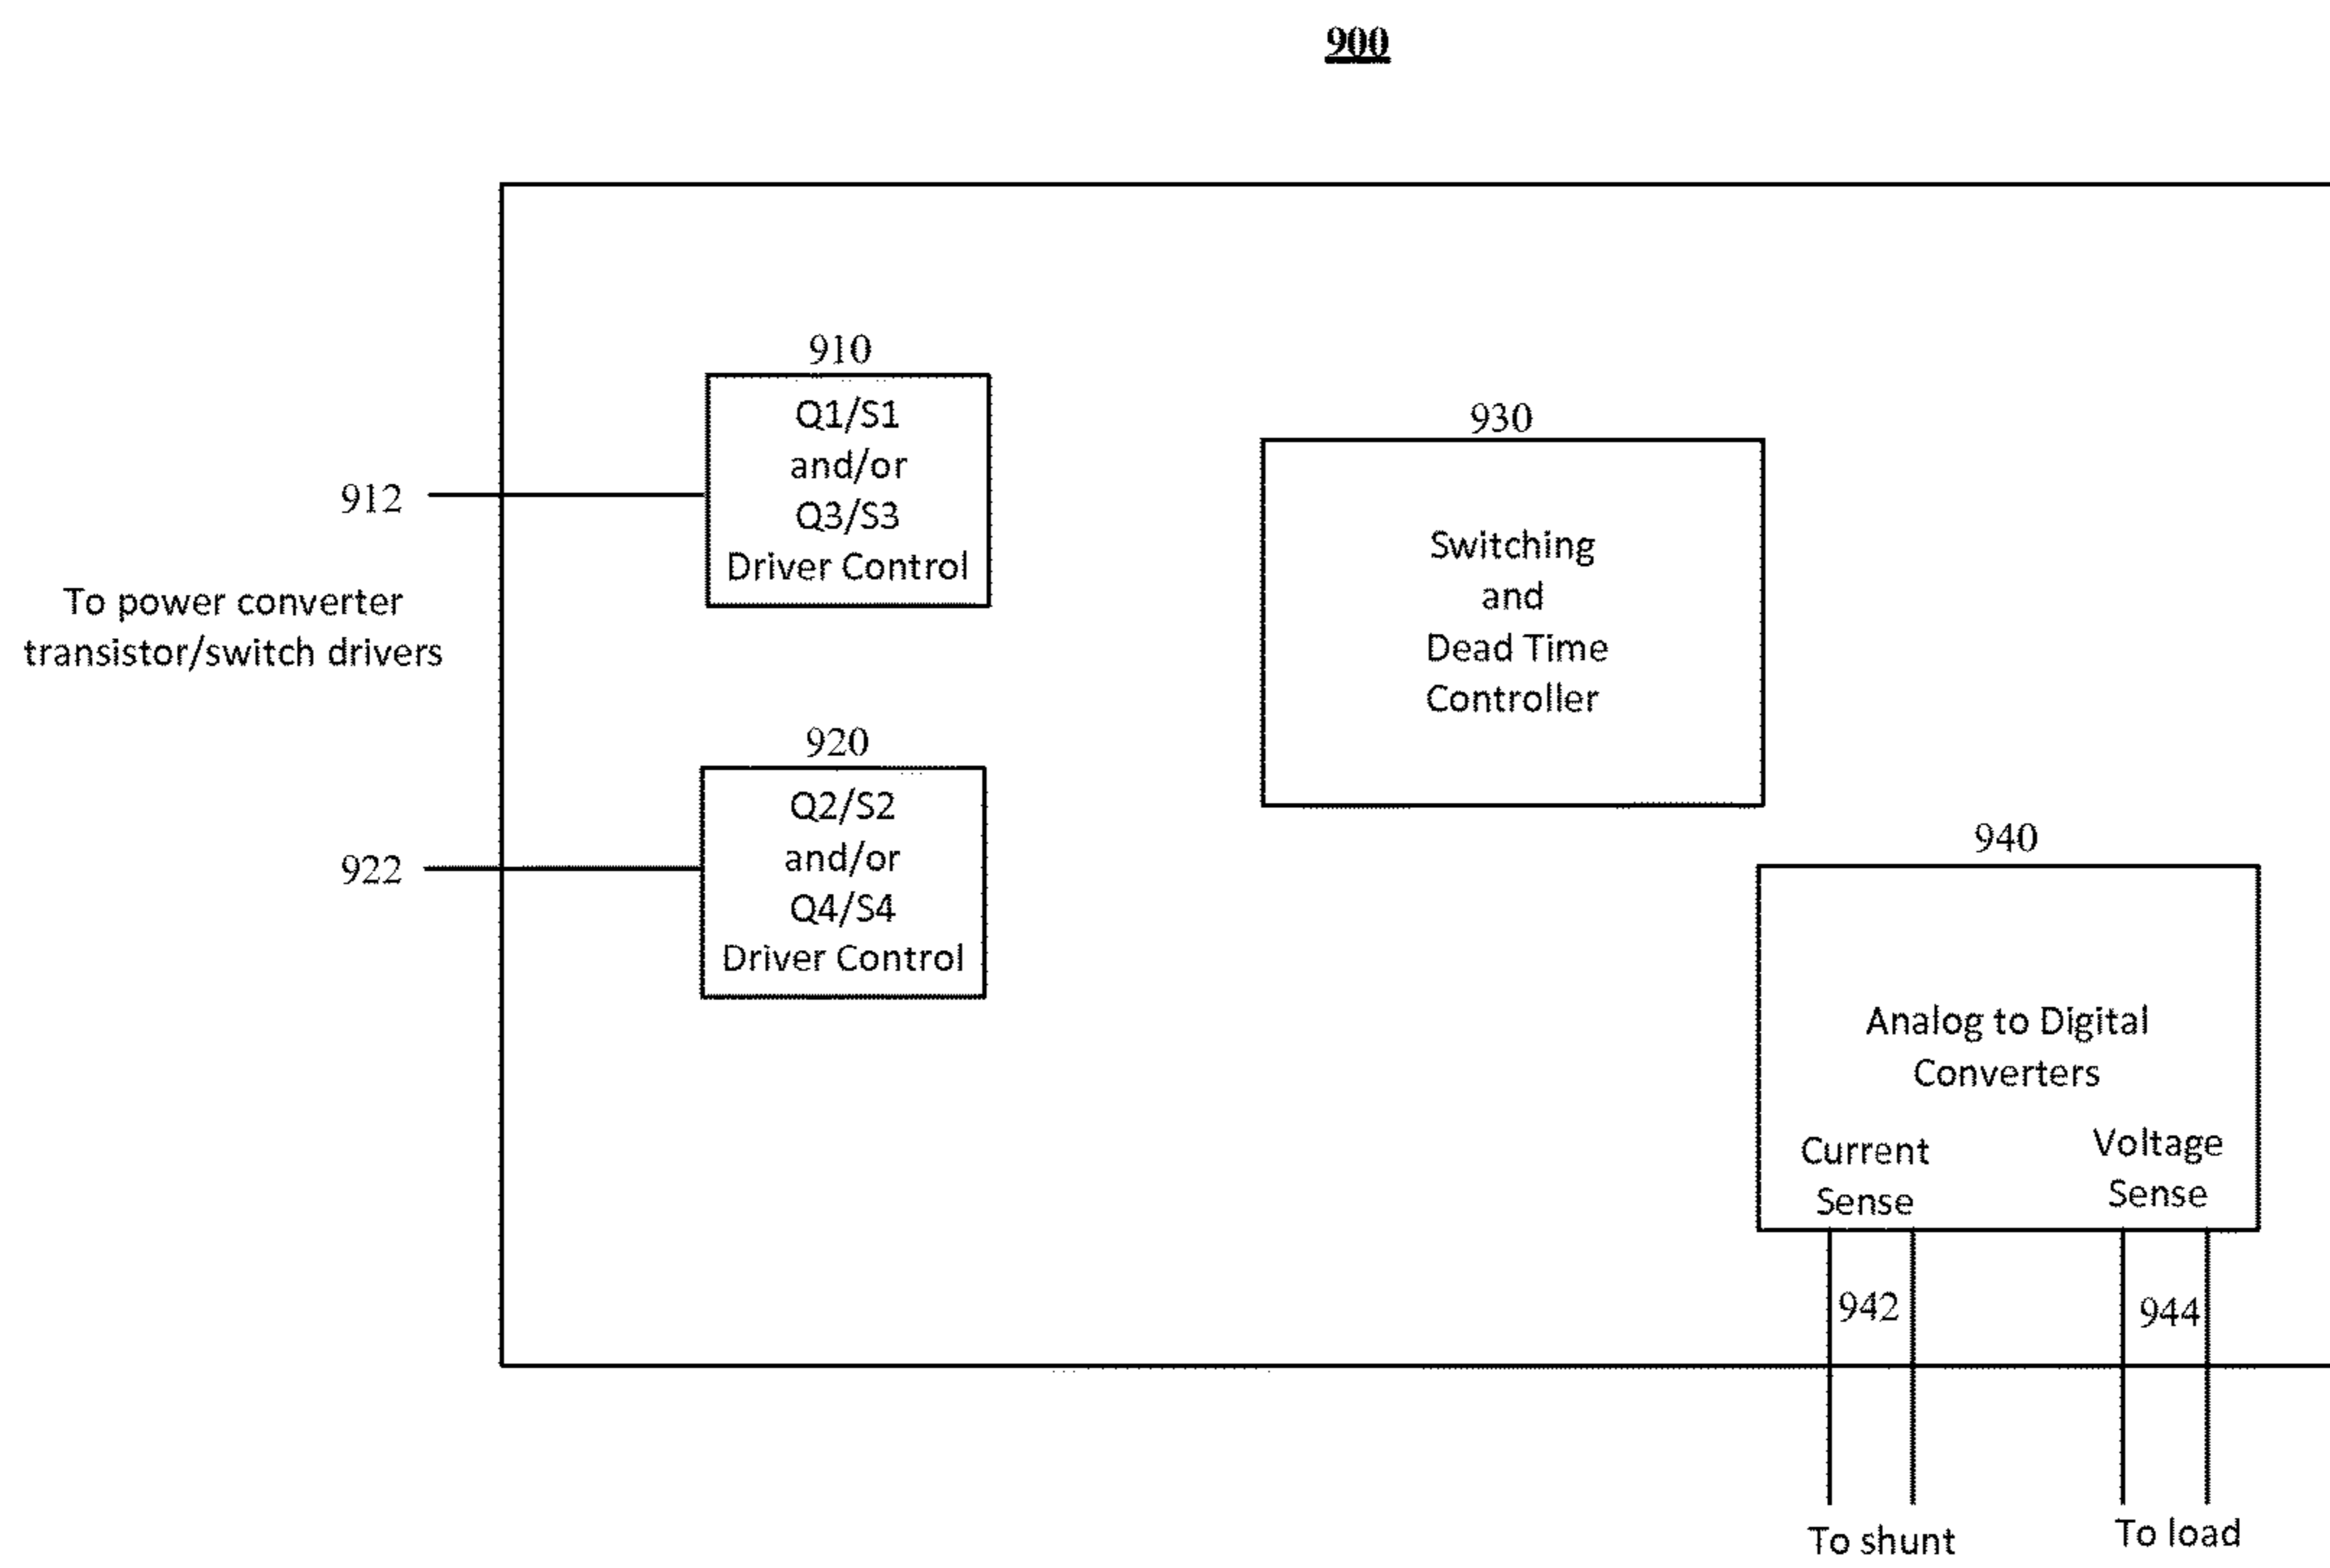 900
910
Q1/S1
and/or
Q3/S3
Driver Control
912
To power converter
transistor/switch drivers
920
Q2/S2
and/or
Q4/S4
Driver Control
922
930
Switching
and
Dead Time
Controller
940
Analog to Digital
Converters
Current
Sense
Voltage
Sense
942
944
To shunt
To load